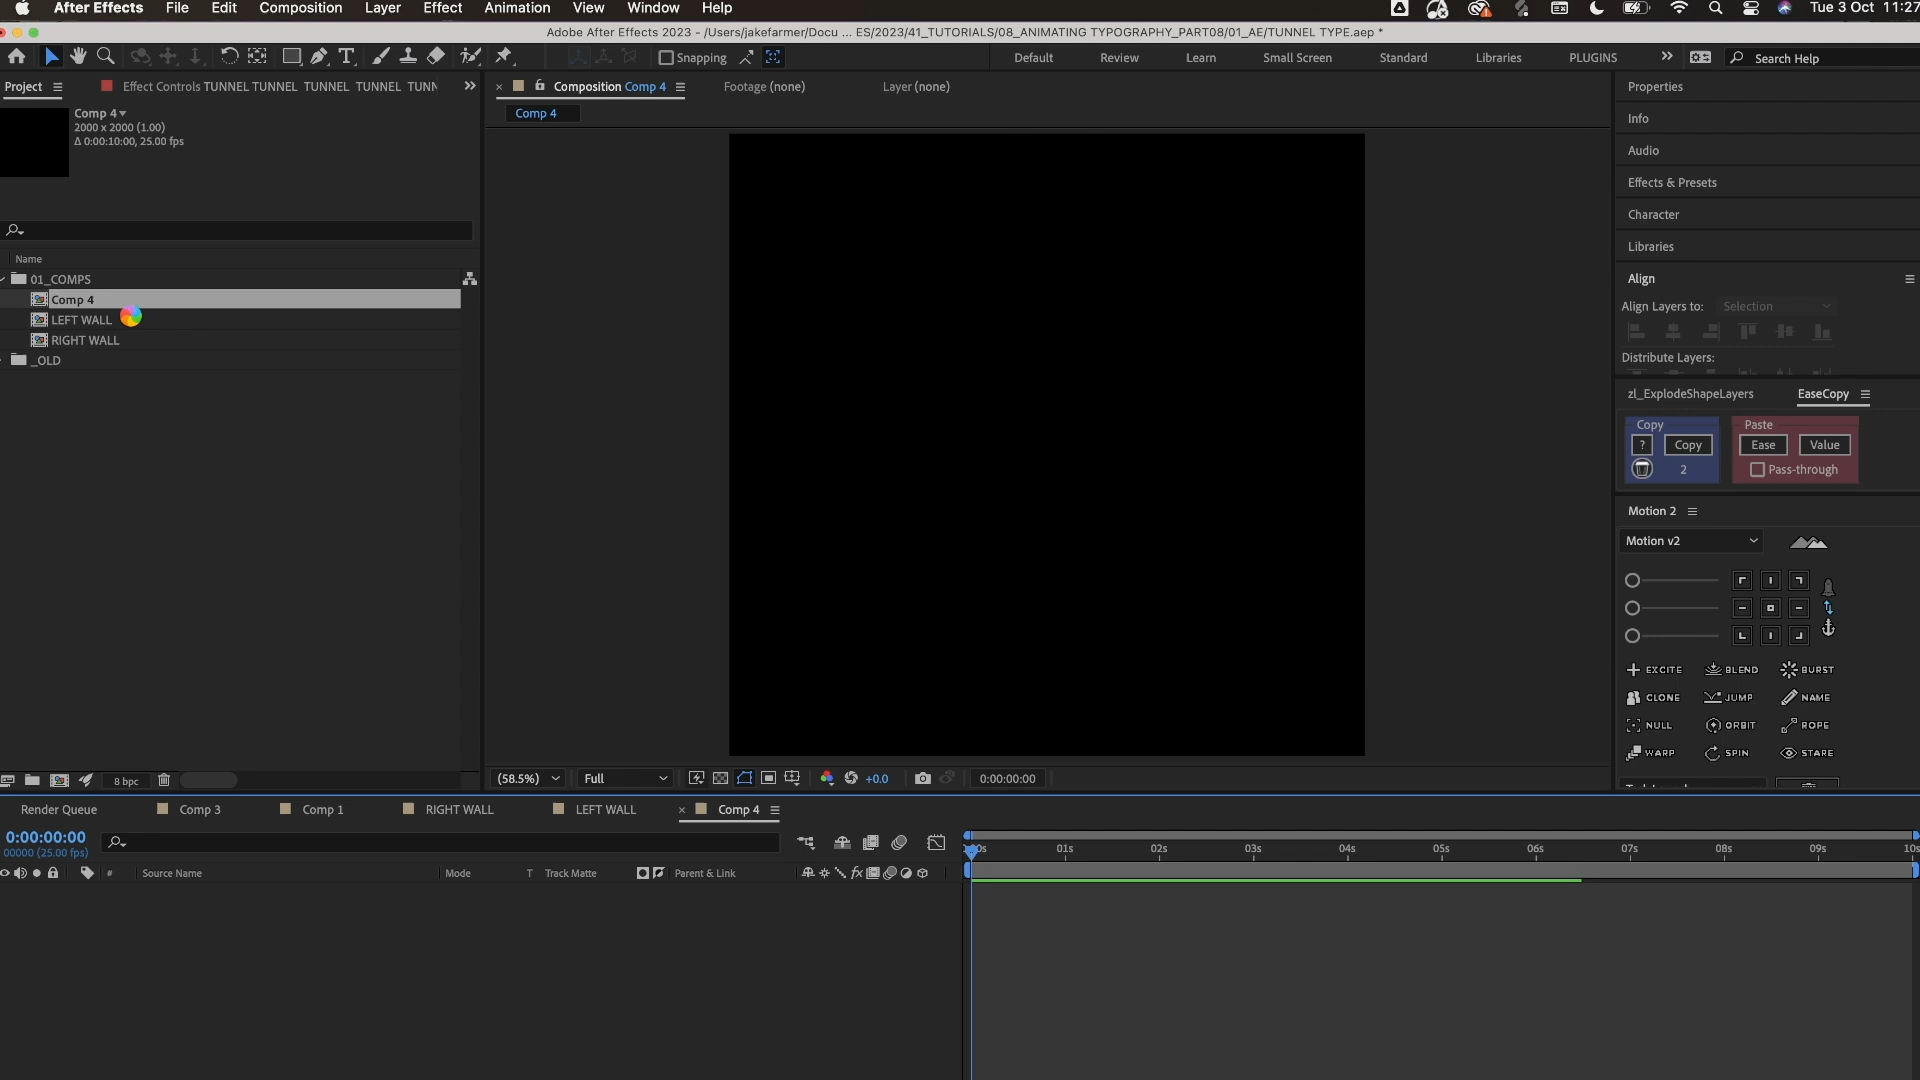 After Effects File Edit Composition Layer Effect Animation View Window Help Tue 3 Oct 11:27
Adobe After Effects 2023 - /Users/jakefarmer/Docu ... ES/2023/41_TUTORIALS/08_ANIMATING TYPOGRAPHY_PART08/01_AE/TUNNEL TYPE.aep *
Snapping Default Review Learn Small Screen Standard Libraries PLUGINS Search Help
Project Effect Controls TUNNEL TUNNEL TUNNEL TUNNEL TUNN Composition Comp 4 Footage (none) Layer (none) Properties
Comp 4
2000 x 2000 (1.00)
Δ 0:00:10:00, 25.00 fps
Comp 4
Info
Audio
Effects & Presets
Character
Libraries
Align
Align Layers to: Selection
Distribute Layers:
Name
01_COMPS
Comp 4
LEFT WALL
RIGHT WALL
_OLD
zl_ExplodeShapeLayers EaseCopy
Copy Paste
? Copy Ease Value
2 Pass-through
Motion 2
Motion v2
EXCITE BLEND BURST
CLONE JUMP NAME
NULL ORBIT ROPE
WARP SPIN STARE
8 bpc (58.5%) Full +0.0 0:00:00:00
Render Queue Comp 3 Comp 1 RIGHT WALL LEFT WALL Comp 4
0:00:00:00
00000 (25.00 fps)
01s 02s 03s 04s 05s 06s 07s 08s 09s 10s
# Source Name Mode T Track Matte Parent & Link